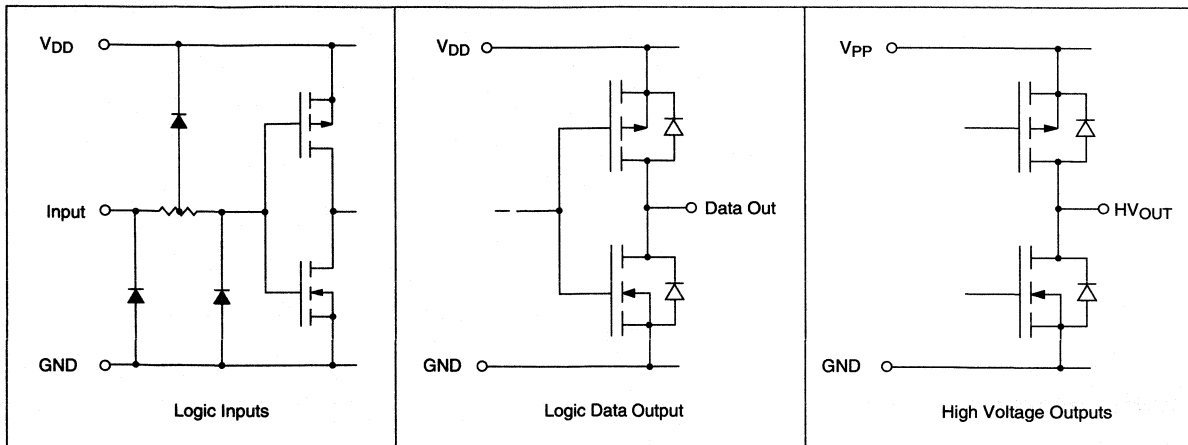 VDD
Input
GND
Logic Inputs
VDD
Data Out
GND
Logic Data Output
VPP
HVOUT
GND
High Voltage Outputs